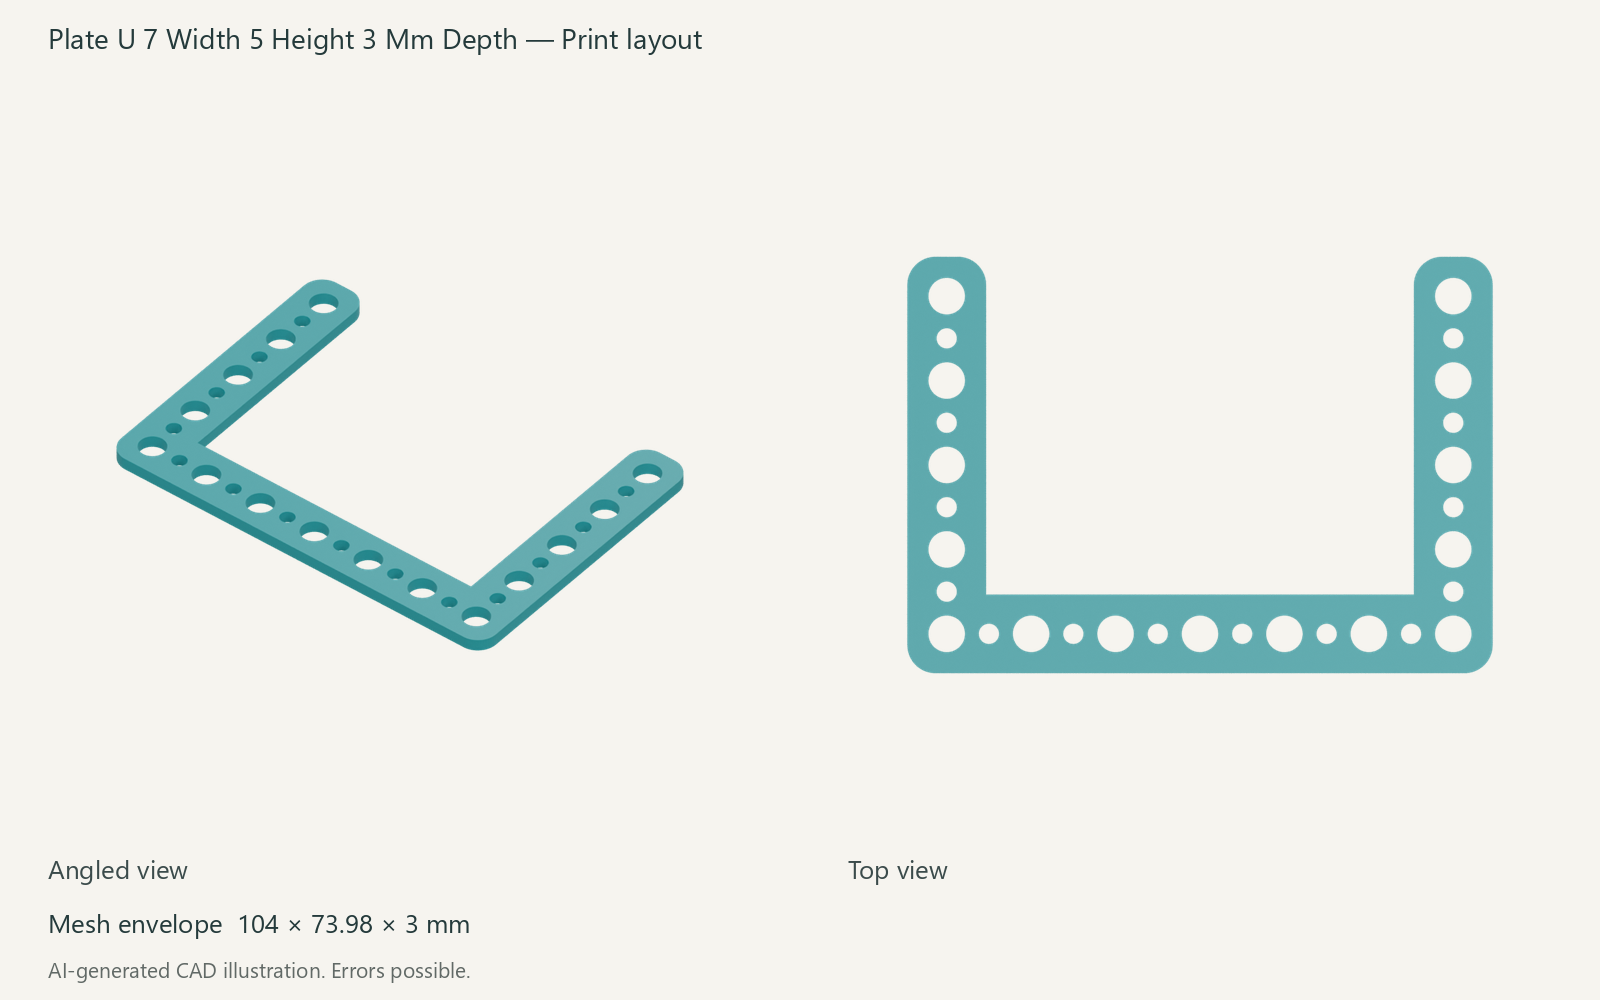 Plate U 7 Width 5 Height 3 Mm Depth — Print layout
Angled view
Top view
Mesh envelope 104 × 73.98 × 3 mm
AI-generated CAD illustration. Errors possible.